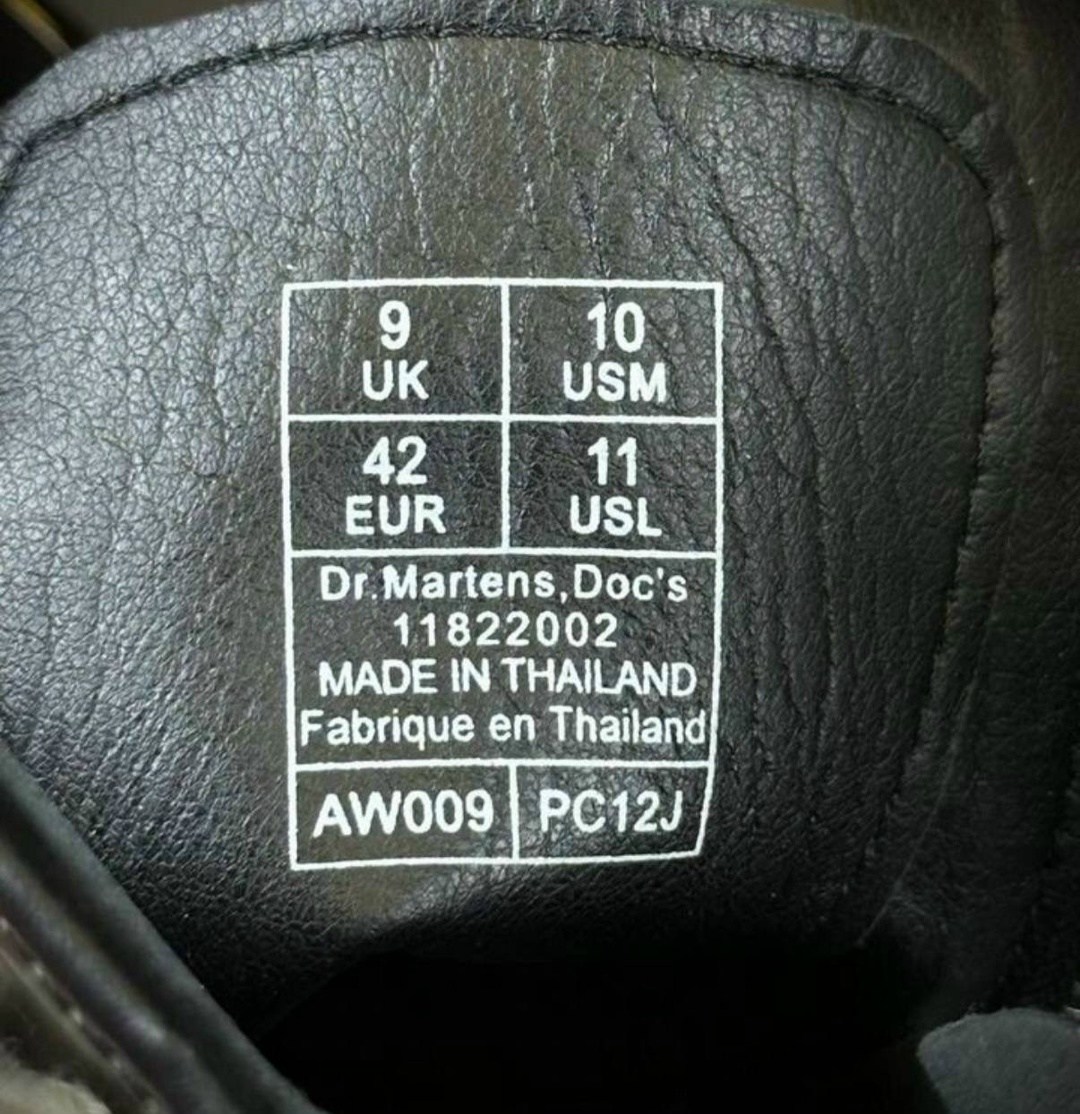 9 10
UK USM
42 11
EUR USL
Dr.Martens,Doc's
11822002
MADE IN THAILAND
Fabrique en Thailand
AW009 PC12J